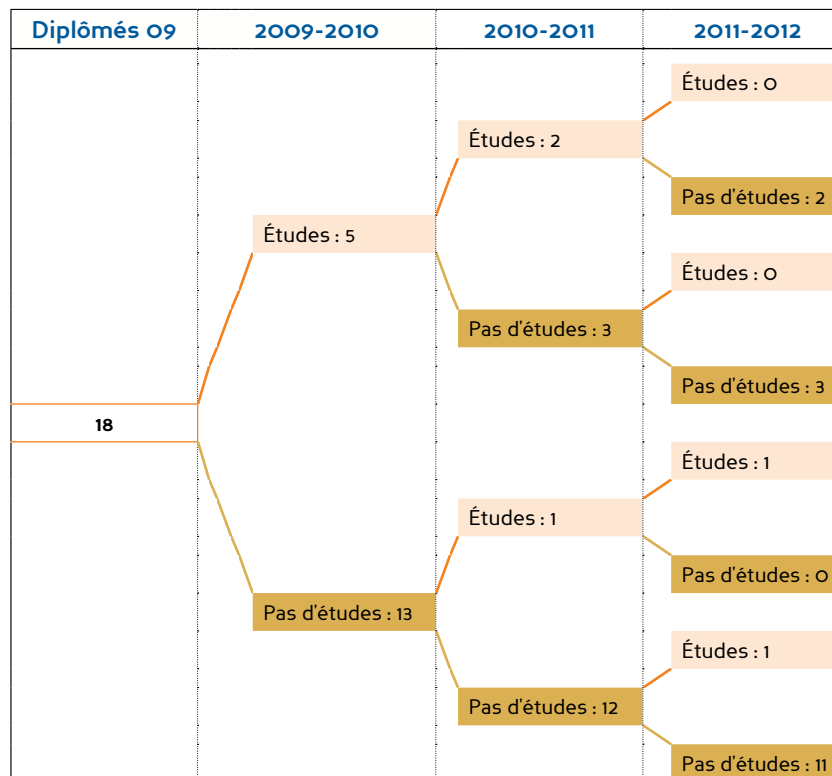 Diplômés 09 2009-2010 2010-2011 2011-2012
Études : 0
Études : 2
Pas d'études : 2
Études : 5
Études : 0
Pas d'études : 3
Pas d'études : 3
18
Études : 1
Études : 1
Pas d'études : 0
Pas d'études : 13
Études : 1
Pas d'études : 12
Pas d'études : 11